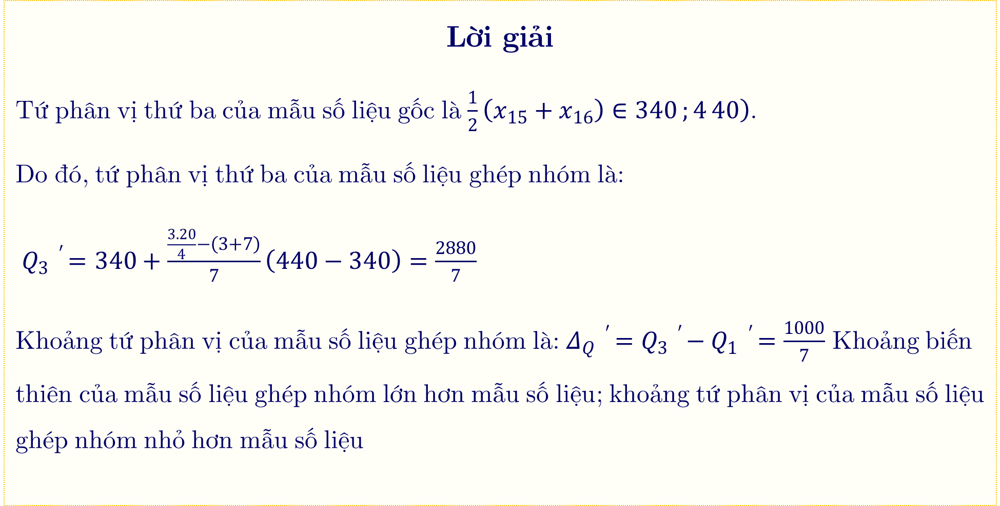 Lời giải
Tứ phân vị thứ ba của mẫu số liệu gốc là $\frac{1}{2}(x_{15} + x_{16}) \in 340\,; 4\,40)$.
Do đó, tứ phân vị thứ ba của mẫu số liệu ghép nhóm là:
$Q_3\ ' = 340 + \frac{\frac{3.20}{4}-(3+7)}{7}(440 - 340) = \frac{2880}{7}$
Khoảng tứ phân vị của mẫu số liệu ghép nhóm là: $\Delta_Q\ ' = Q_3\ ' - Q_1\ ' = \frac{1000}{7}$ Khoảng biến
thiên của mẫu số liệu ghép nhóm lớn hơn mẫu số liệu; khoảng tứ phân vị của mẫu số liệu
ghép nhóm nhỏ hơn mẫu số liệu